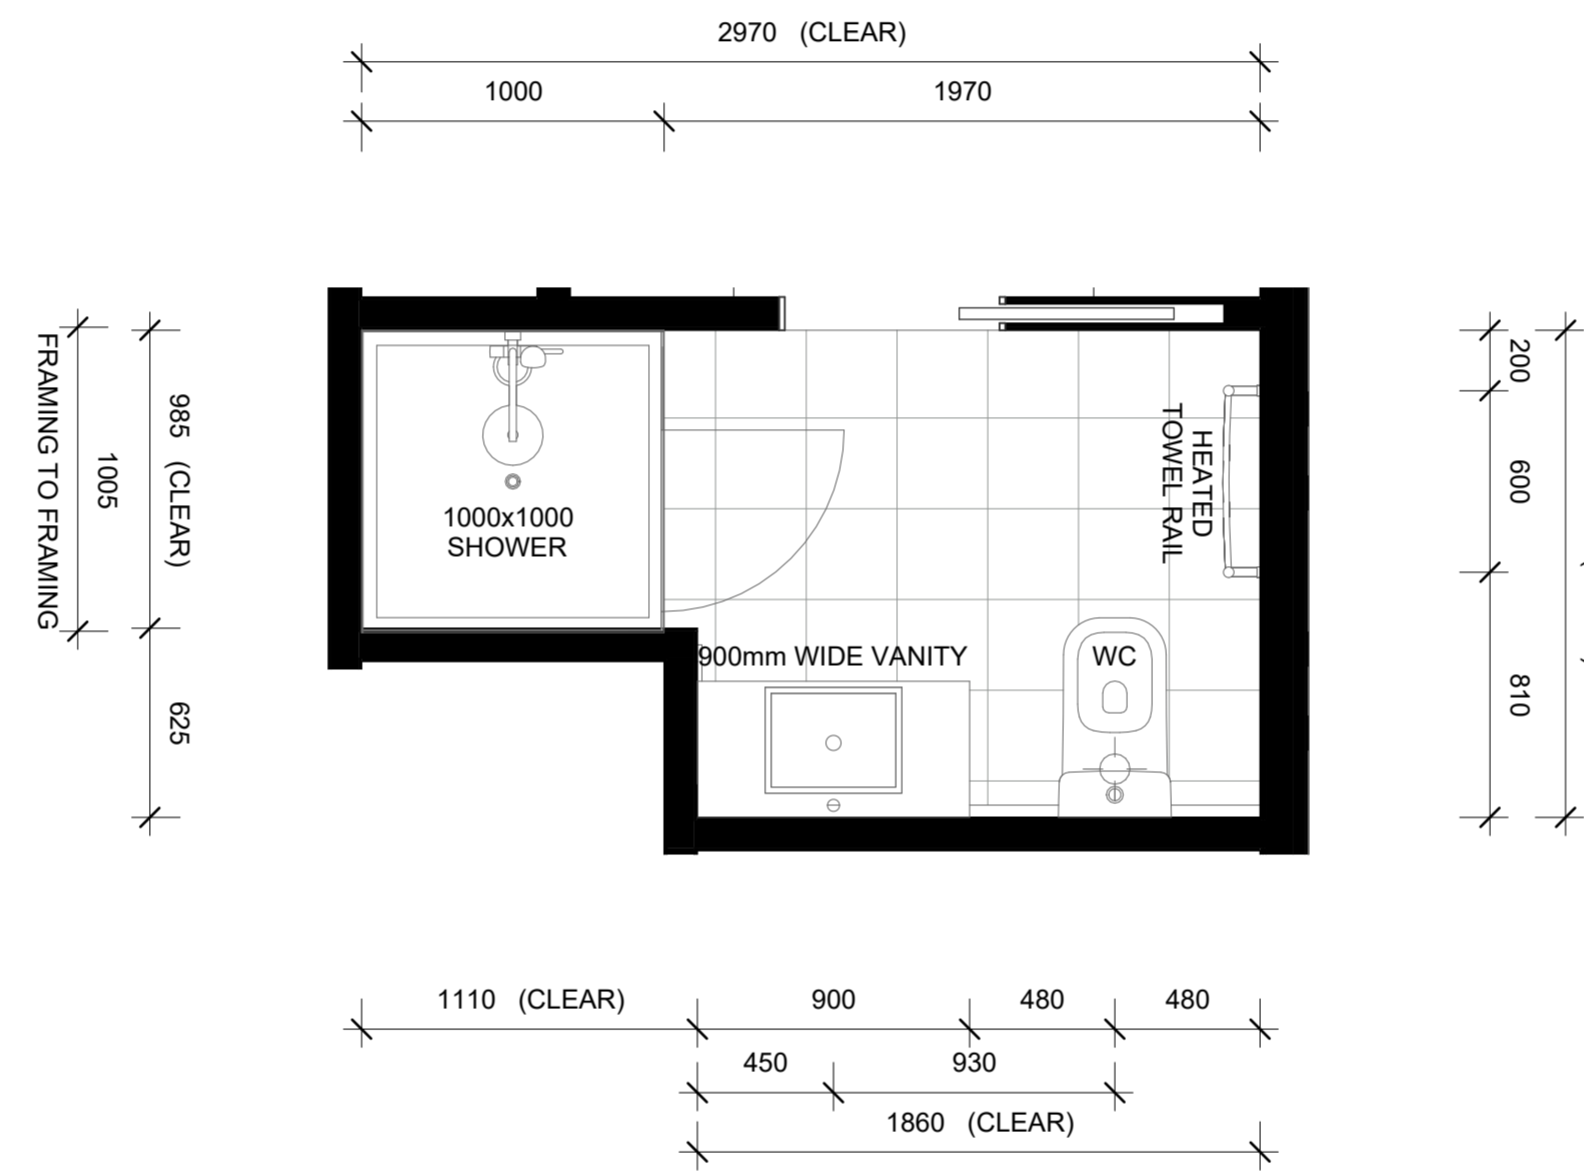 2970 (CLEAR)
1000
1970
FRAMING TO FRAMING
1005
985 (CLEAR)
625
1000x1000
SHOWER
HEATED
TOWEL RAIL
900mm WIDE VANITY
WC
200
600
810
1110 (CLEAR)
900
480
480
450
930
1860 (CLEAR)